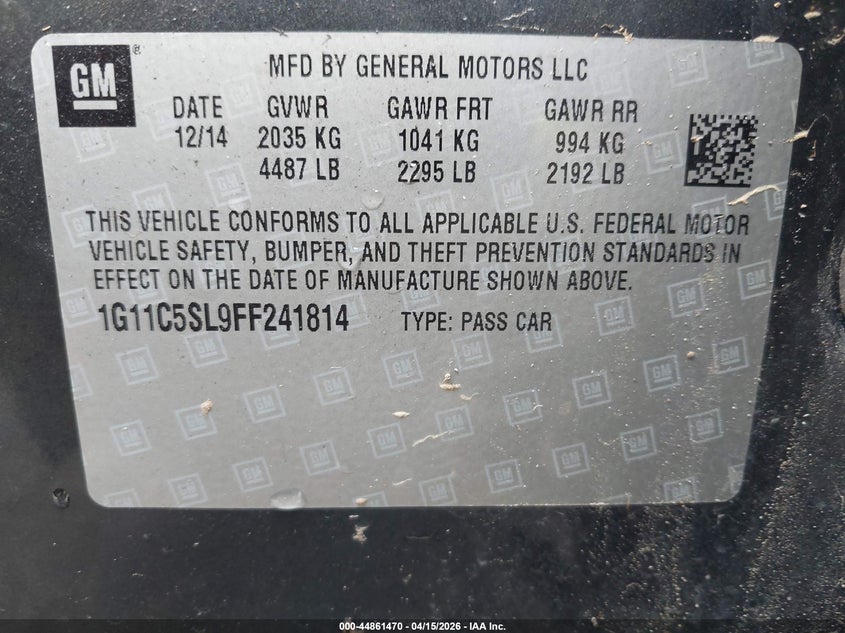 GM ® MFD BY GENERAL MOTORS LLC
DATE GVWR GAWR FRT GAWR RR
12/14 2035 KG 1041 KG 994 KG
4487 LB 2295 LB 2192 LB
THIS VEHICLE CONFORMS TO ALL APPLICABLE U.S. FEDERAL MOTOR
VEHICLE SAFETY, BUMPER, AND THEFT PREVENTION STANDARDS IN
EFFECT ON THE DATE OF MANUFACTURE SHOWN ABOVE.
1G11C5SL9FF241814 TYPE: PASS CAR
000-44861470 - 04/15/2026 - IAA Inc.